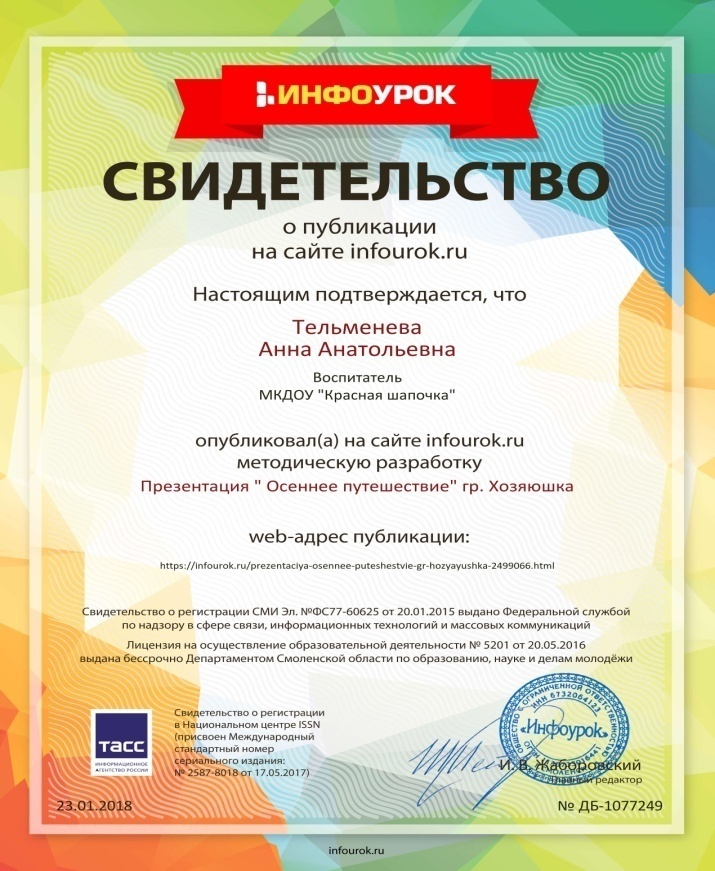 ИНФОУРОК
СВИДЕТЕЛЬСТВО
о публикации
на сайте infourok.ru
Настоящим подтверждается, что
Тельменева
Анна Анатольевна
Воспитатель
МКДОУ "Красная шапочка"
опубликовал(а) на сайте infourok.ru
методическую разработку
Презентация " Осеннее путешествие" гр. Хозяюшка
web-адрес публикации:
https://infourok.ru/prezentaciya-osennee-puteshestvie-gr-hozyayushka-2499066.html
Свидетельство о регистрации СМИ Эл. №ФС77-60625 от 20.01.2015 выдано Федеральной службой
по надзору в сфере связи, информационных технологий и массовых коммуникаций
Лицензия на осуществление образовательной деятельности № 5201 от 20.05.2016
выдана бессрочно Департаментом Смоленской области по образованию, науке и делам молодёжи
ТАСС
ИНФОРМАЦИОННОЕ
АГЕНТСТВО РОССИИ
Свидетельство о регистрации
в Национальном центре ISSN
(присвоен Международный
стандартный номер
сериального издания:
№ 2587-8018 от 17.05.2017)
ОБЩЕСТВО С ОГРАНИЧЕННОЙ ОТВЕТСТВЕННОСТЬЮ
ИНН 6732064123
«Инфоурок»
И. В. Жаборовский
Главный редактор
23.01.2018
№ ДБ-1077249
infourok.ru